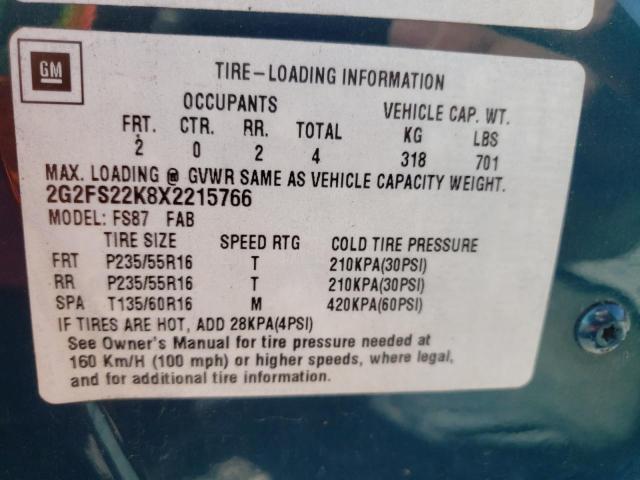 GM
TIRE-LOADING INFORMATION
OCCUPANTS VEHICLE CAP. WT.
FRT. CTR. RR. TOTAL KG LBS
2 0 2 4 318 701
MAX. LOADING @ GVWR SAME AS VEHICLE CAPACITY WEIGHT.
2G2FS22K8X2215766
MODEL: FS87 FAB
TIRE SIZE SPEED RTG COLD TIRE PRESSURE
FRT P235/55R16 T 210KPA(30PSI)
RR P235/55R16 T 210KPA(30PSI)
SPA T135/60R16 M 420KPA(60PSI)
IF TIRES ARE HOT, ADD 28KPA(4PSI)
See Owner's Manual for tire pressure needed at
160 Km/H (100 mph) or higher speeds, where legal,
and for additional tire information.